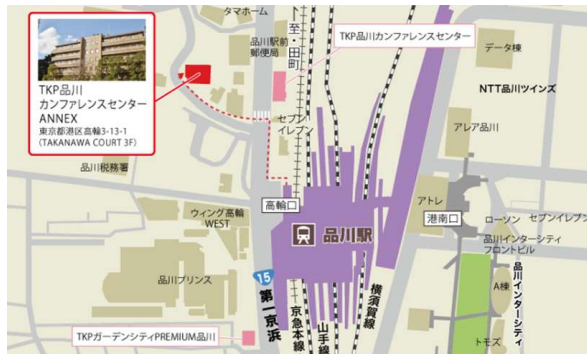 タマホーム
至・田町
品川駅前
郵便局
TKP品川カンファレンスセンター
データ棟
NTT品川ツインズ
TKP品川
カンファレンスセンター
ANNEX
東京都港区高輪3-13-1
(TAKANAWA COURT 3F)
セブン
イレブン
アレア品川
品川税務署
高輪口
アトレ
港南口
ウィング高輪
WEST
品川駅
ローソン
セブンイレブン
品川インターシティ
フロントビル
品川プリンス
15
第一京浜
京急本線
山手線
横須賀線
A棟
品川インターシティ
トモズ
TKPガーデンシティPREMIUM品川